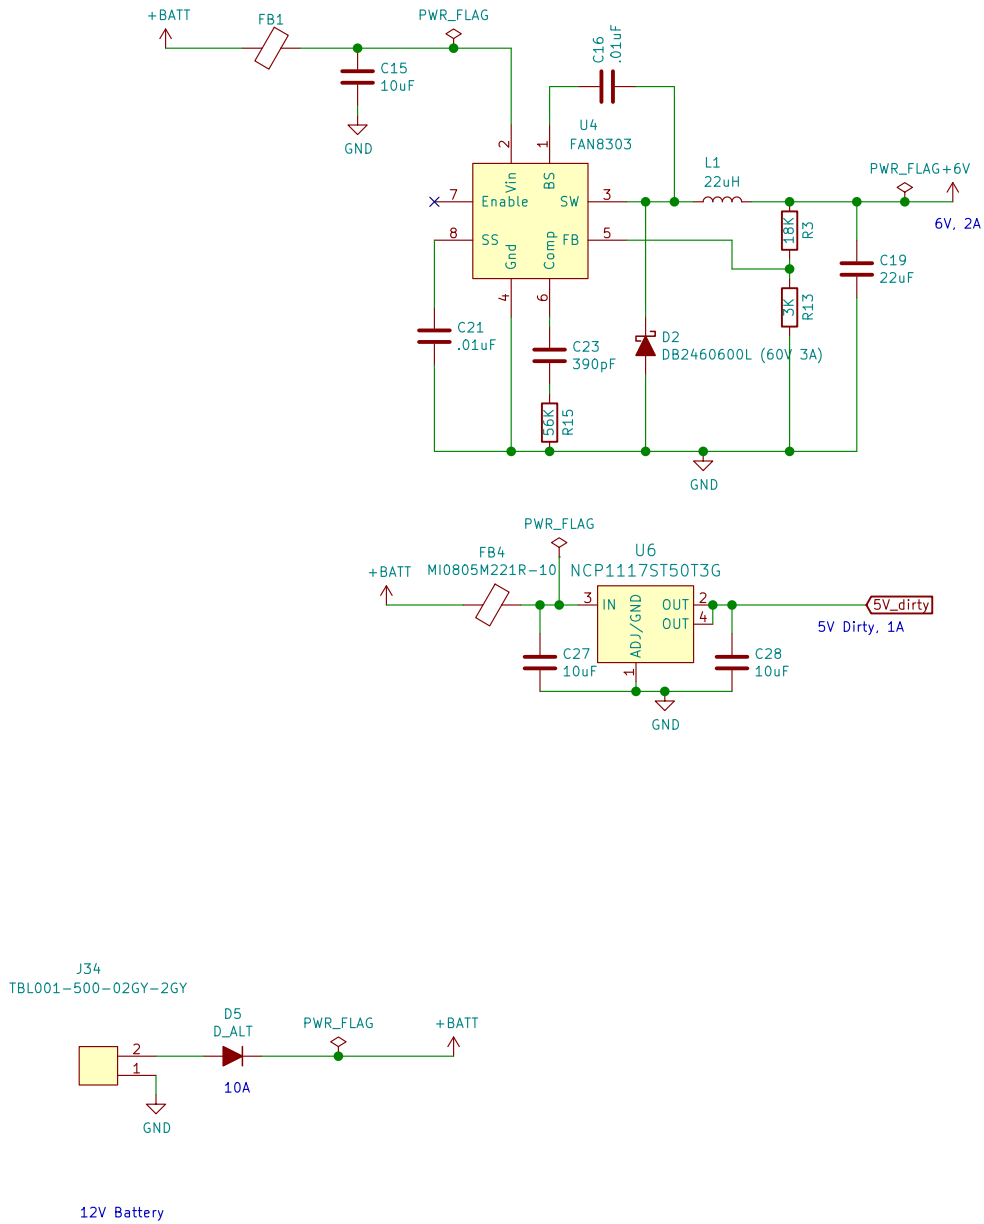 +BATT
FB1
PWR_FLAG
C15
10uF
GND
C16
.01uF
U4
FAN8303
2
1
Vin
BS
7
Enable
SW
3
8
SS
FB
5
Gnd
Comp
4
6
L1
22uH
PWR_FLAG
+6V
6V, 2A
18K
R3
3K
R13
C19
22uF
C21
.01uF
C23
390pF
56K
R15
D2
DB2460600L (60V 3A)
GND
PWR_FLAG
+BATT
FB4
MI0805M221R-10
U6
NCP1117ST50T3G
3
IN
ADJ/GND
OUT
2
OUT
4
1
5V_dirty
5V Dirty, 1A
C27
10uF
C28
10uF
GND
J34
TBL001-500-02GY-2GY
2
1
D5
D_ALT
10A
PWR_FLAG
+BATT
GND
12V Battery